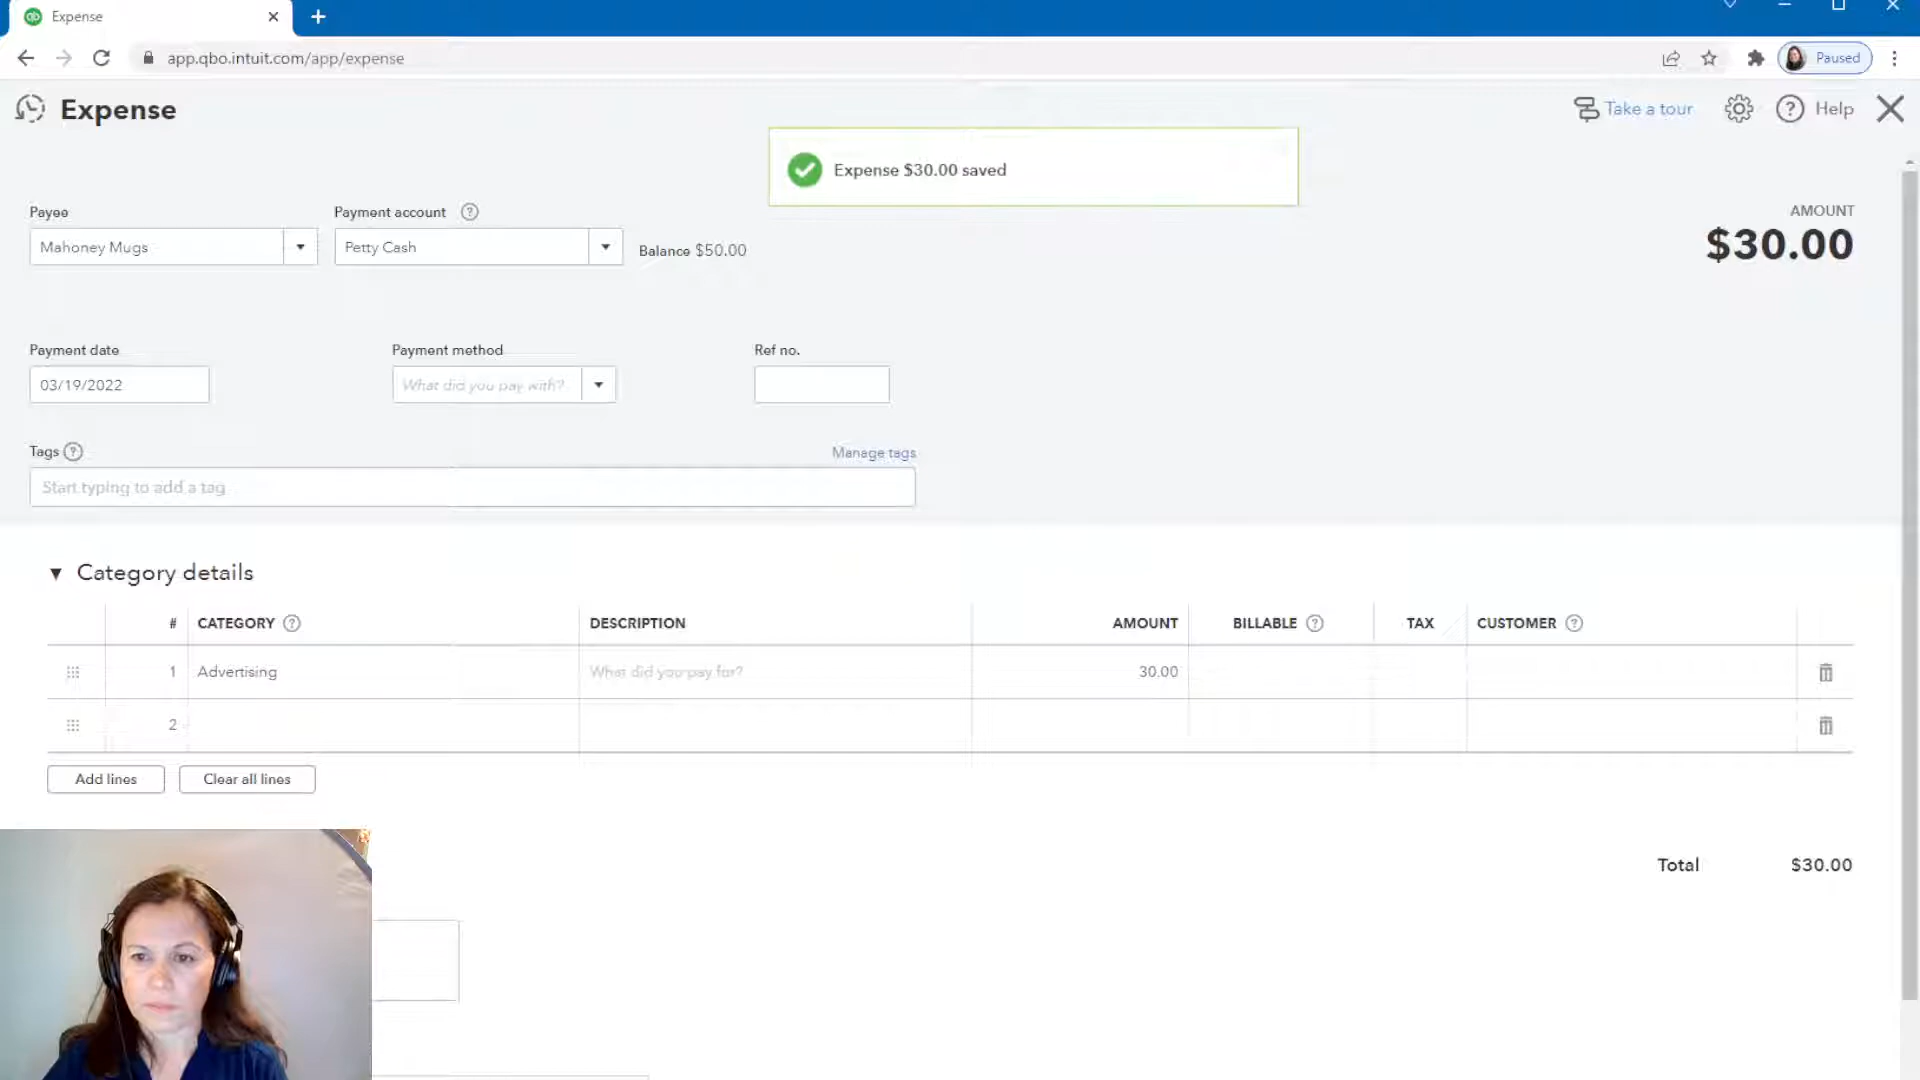 Expense
app.qbo.intuit.com/app/expense
Paused
Expense
Take a tour
Help
Expense $30.00 saved
Payee
Payment account
AMOUNT
Mahoney Mugs
Petty Cash
Balance $50.00
$30.00
Payment date
Payment method
Ref no.
03/19/2022
What did you pay with?
Tags
Manage tags
Start typing to add a tag
Category details
# CATEGORY DESCRIPTION AMOUNT BILLABLE TAX CUSTOMER
1 Advertising What did you pay for? 30.00
2
Add lines
Clear all lines
Total $30.00